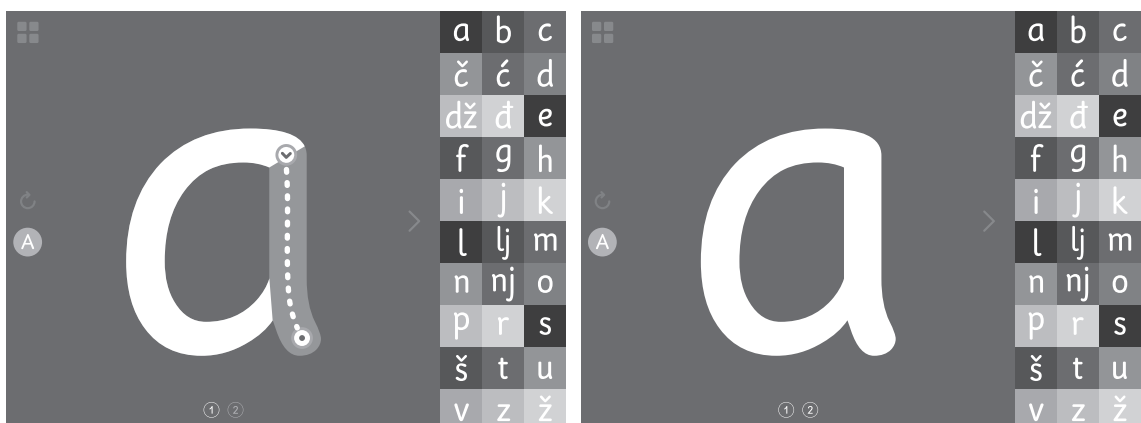 a b c
č ć d
dž đ e
f g h
a
i j k
A
l lj m
n nj o
p r s
š t u
1 2
v z ž
a b c
č ć d
dž đ e
f g h
a
i j k
A
l lj m
n nj o
p r s
š t u
1 2
v z ž